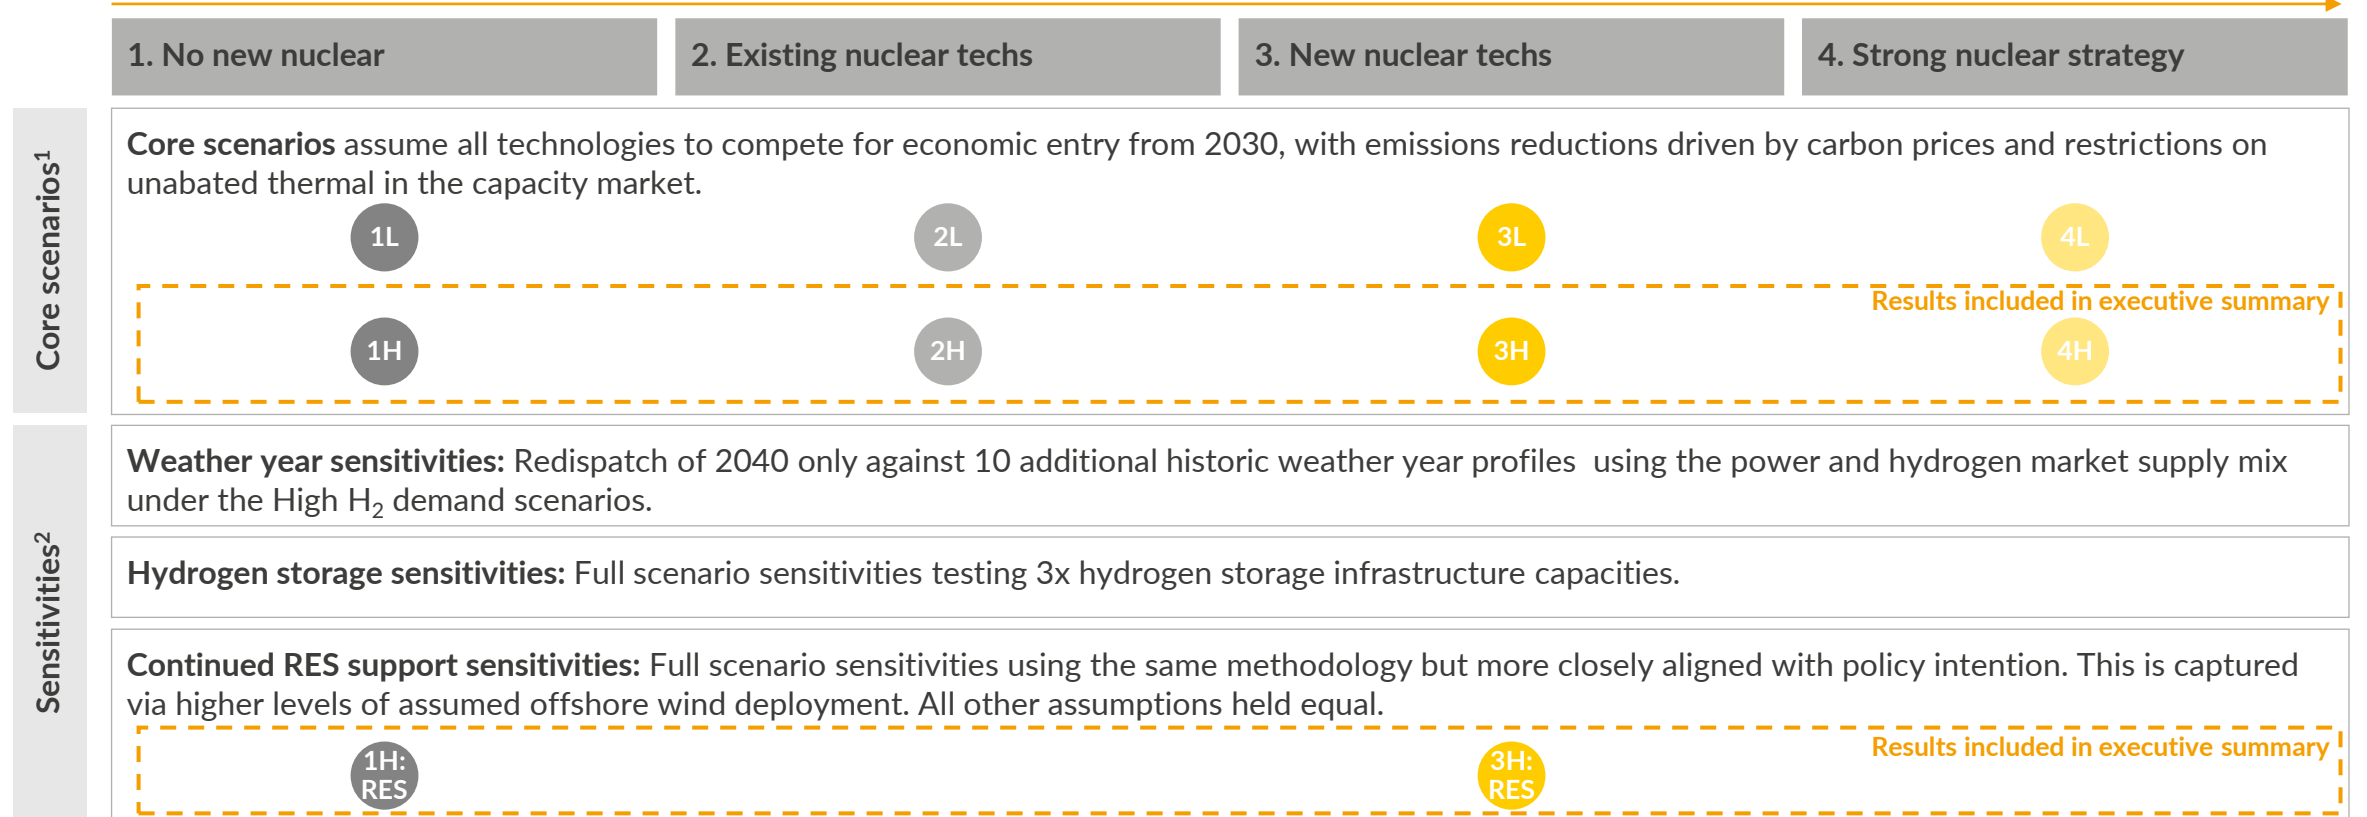 1. No new nuclear
2. Existing nuclear techs
3. New nuclear techs
4. Strong nuclear strategy
Core scenarios¹
Core scenarios assume all technologies to compete for economic entry from 2030, with emissions reductions driven by carbon prices and restrictions on
unabated thermal in the capacity market.
1L
2L
3L
4L
Results included in executive summary
1H
2H
3H
4H
Sensitivities²
Weather year sensitivities: Redispatch of 2040 only against 10 additional historic weather year profiles  using the power and hydrogen market supply mix
under the High H₂ demand scenarios.
Hydrogen storage sensitivities: Full scenario sensitivities testing 3x hydrogen storage infrastructure capacities.
Continued RES support sensitivities: Full scenario sensitivities using the same methodology but more closely aligned with policy intention. This is captured
via higher levels of assumed offshore wind deployment. All other assumptions held equal.
Results included in executive summary
1H:
RES
3H:
RES